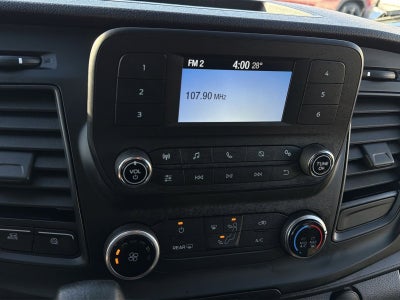 FM 2 4:00 28°
107.90 MHz
1 4
2 5
3 6
VOL
TUNE
REAR
A/C